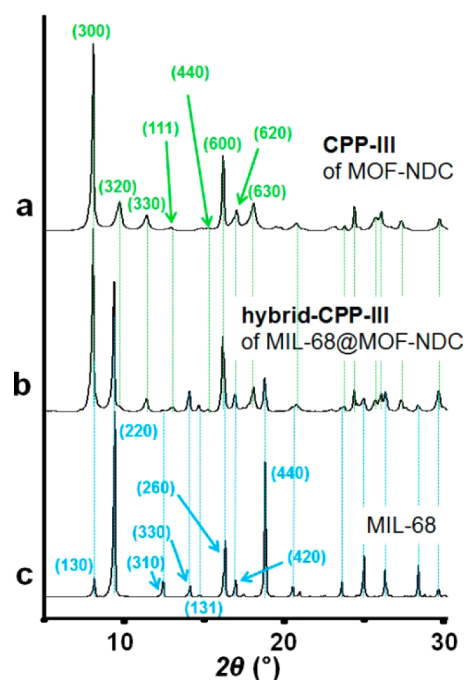 (300)
(440)
(111)
(600)
(620)
(320)
(330)
(630)
CPP-III
of MOF-NDC
a
hybrid-CPP-III
of MIL-68@MOF-NDC
b
(220)
(440)
(260)
MIL-68
(330)
(130)
(310)
(420)
c
(131)
10
20
30
2θ (°)